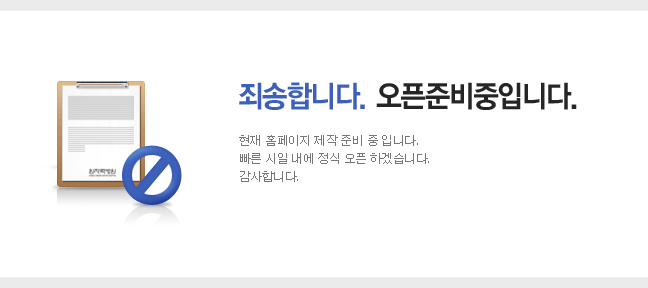 죄송합니다. 오픈준비중입니다.
현재 홈페이지 제작 준비 중 입니다.
빠른 시일 내에 정식 오픈 하겠습니다.
감사합니다.